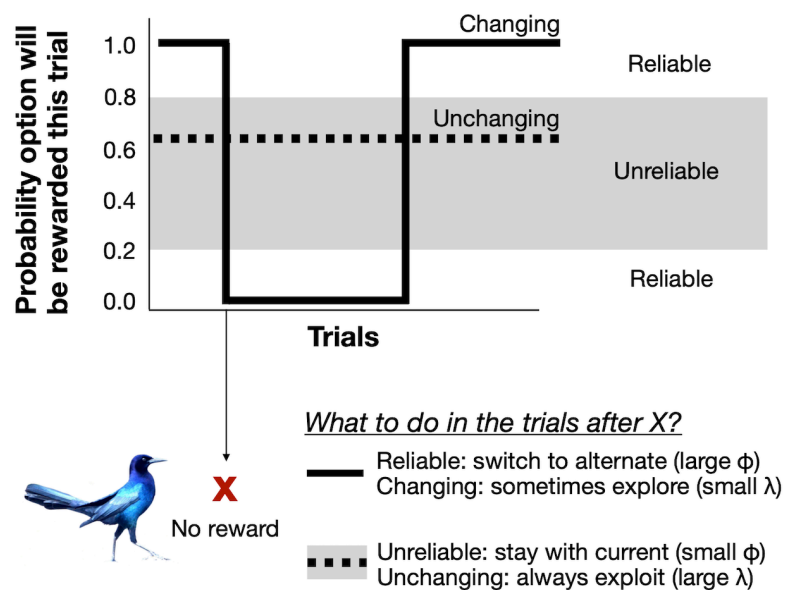 Probability option will
be rewarded this trial
1.0
0.8
0.6
0.4
0.2
0.0
Changing
Unchanging
Reliable
Unreliable
Reliable
Trials
X
No reward
What to do in the trials after X?
Reliable: switch to alternate (large ϕ)
Changing: sometimes explore (small λ)
Unreliable: stay with current (small ϕ)
Unchanging: always exploit (large λ)